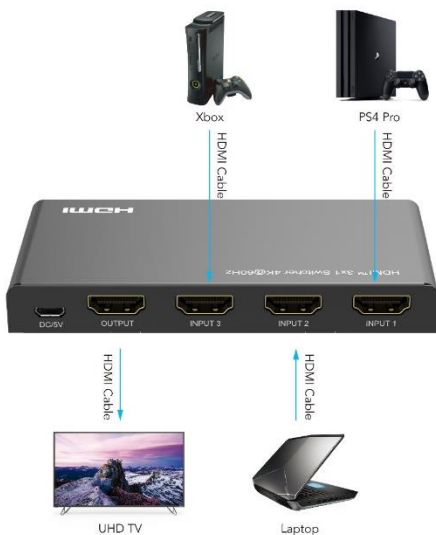 Xbox
PS4 Pro
HDMI Cable
HDMI Cable
HDMI
HDMI™ 3x1 Switcher 4K@60Hz
DC/5V
OUTPUT
INPUT 3
INPUT 2
INPUT 1
HDMI Cable
HDMI Cable
UHD TV
Laptop